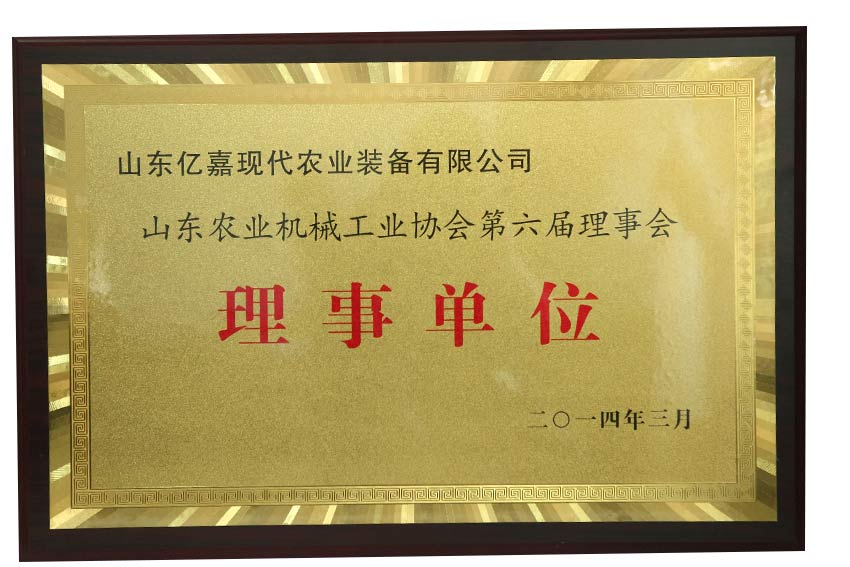 山东亿嘉现代农业装备有限公司
山东农业机械工业协会第六届理事会
理事单位
二〇一四年三月